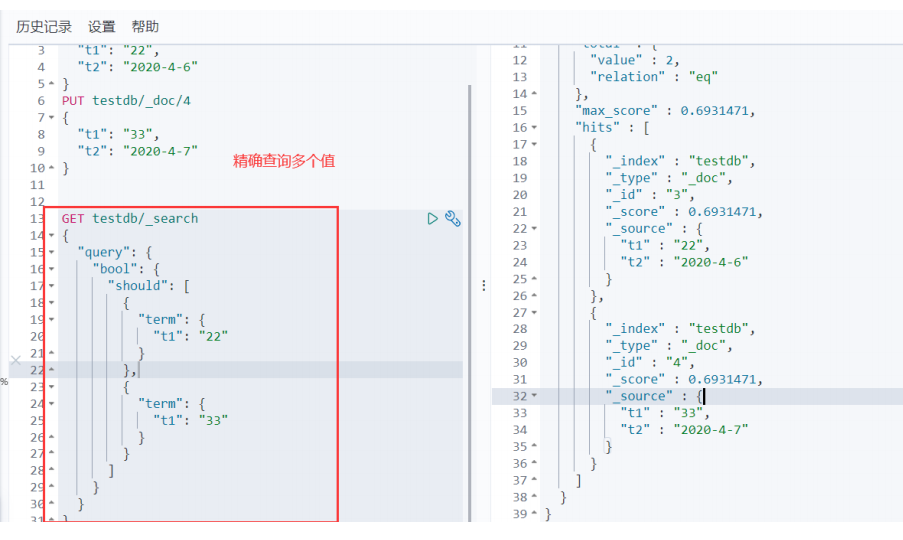 历史记录 设置 帮助
3 "t1": "22",
4 "t2": "2020-4-6"
5 }
6 PUT testdb/_doc/4
7 {
8 "t1": "33",
9 "t2": "2020-4-7"
10 }
精确查询多个值
11
12
13 GET testdb/_search
14 {
15 "query": {
16 "bool": {
17 "should": [
18 {
19 "term": {
20 "t1": "22"
21 }
22 },
23 {
24 "term": {
25 "t1": "33"
26 }
27 }
28 ]
29 }
30 }
31 }
%
11 "total" : {
12 "value" : 2,
13 "relation" : "eq"
14 },
15 "max_score" : 0.6931471,
16 "hits" : [
17 {
18 "_index" : "testdb",
19 "_type" : "_doc",
20 "_id" : "3",
21 "_score" : 0.6931471,
22 "_source" : {
23 "t1" : "22",
24 "t2" : "2020-4-6"
25 }
26 },
27 {
28 "_index" : "testdb",
29 "_type" : "_doc",
30 "_id" : "4",
31 "_score" : 0.6931471,
32 "_source" : {
33 "t1" : "33",
34 "t2" : "2020-4-7"
35 }
36 }
37 ]
38 }
39 }